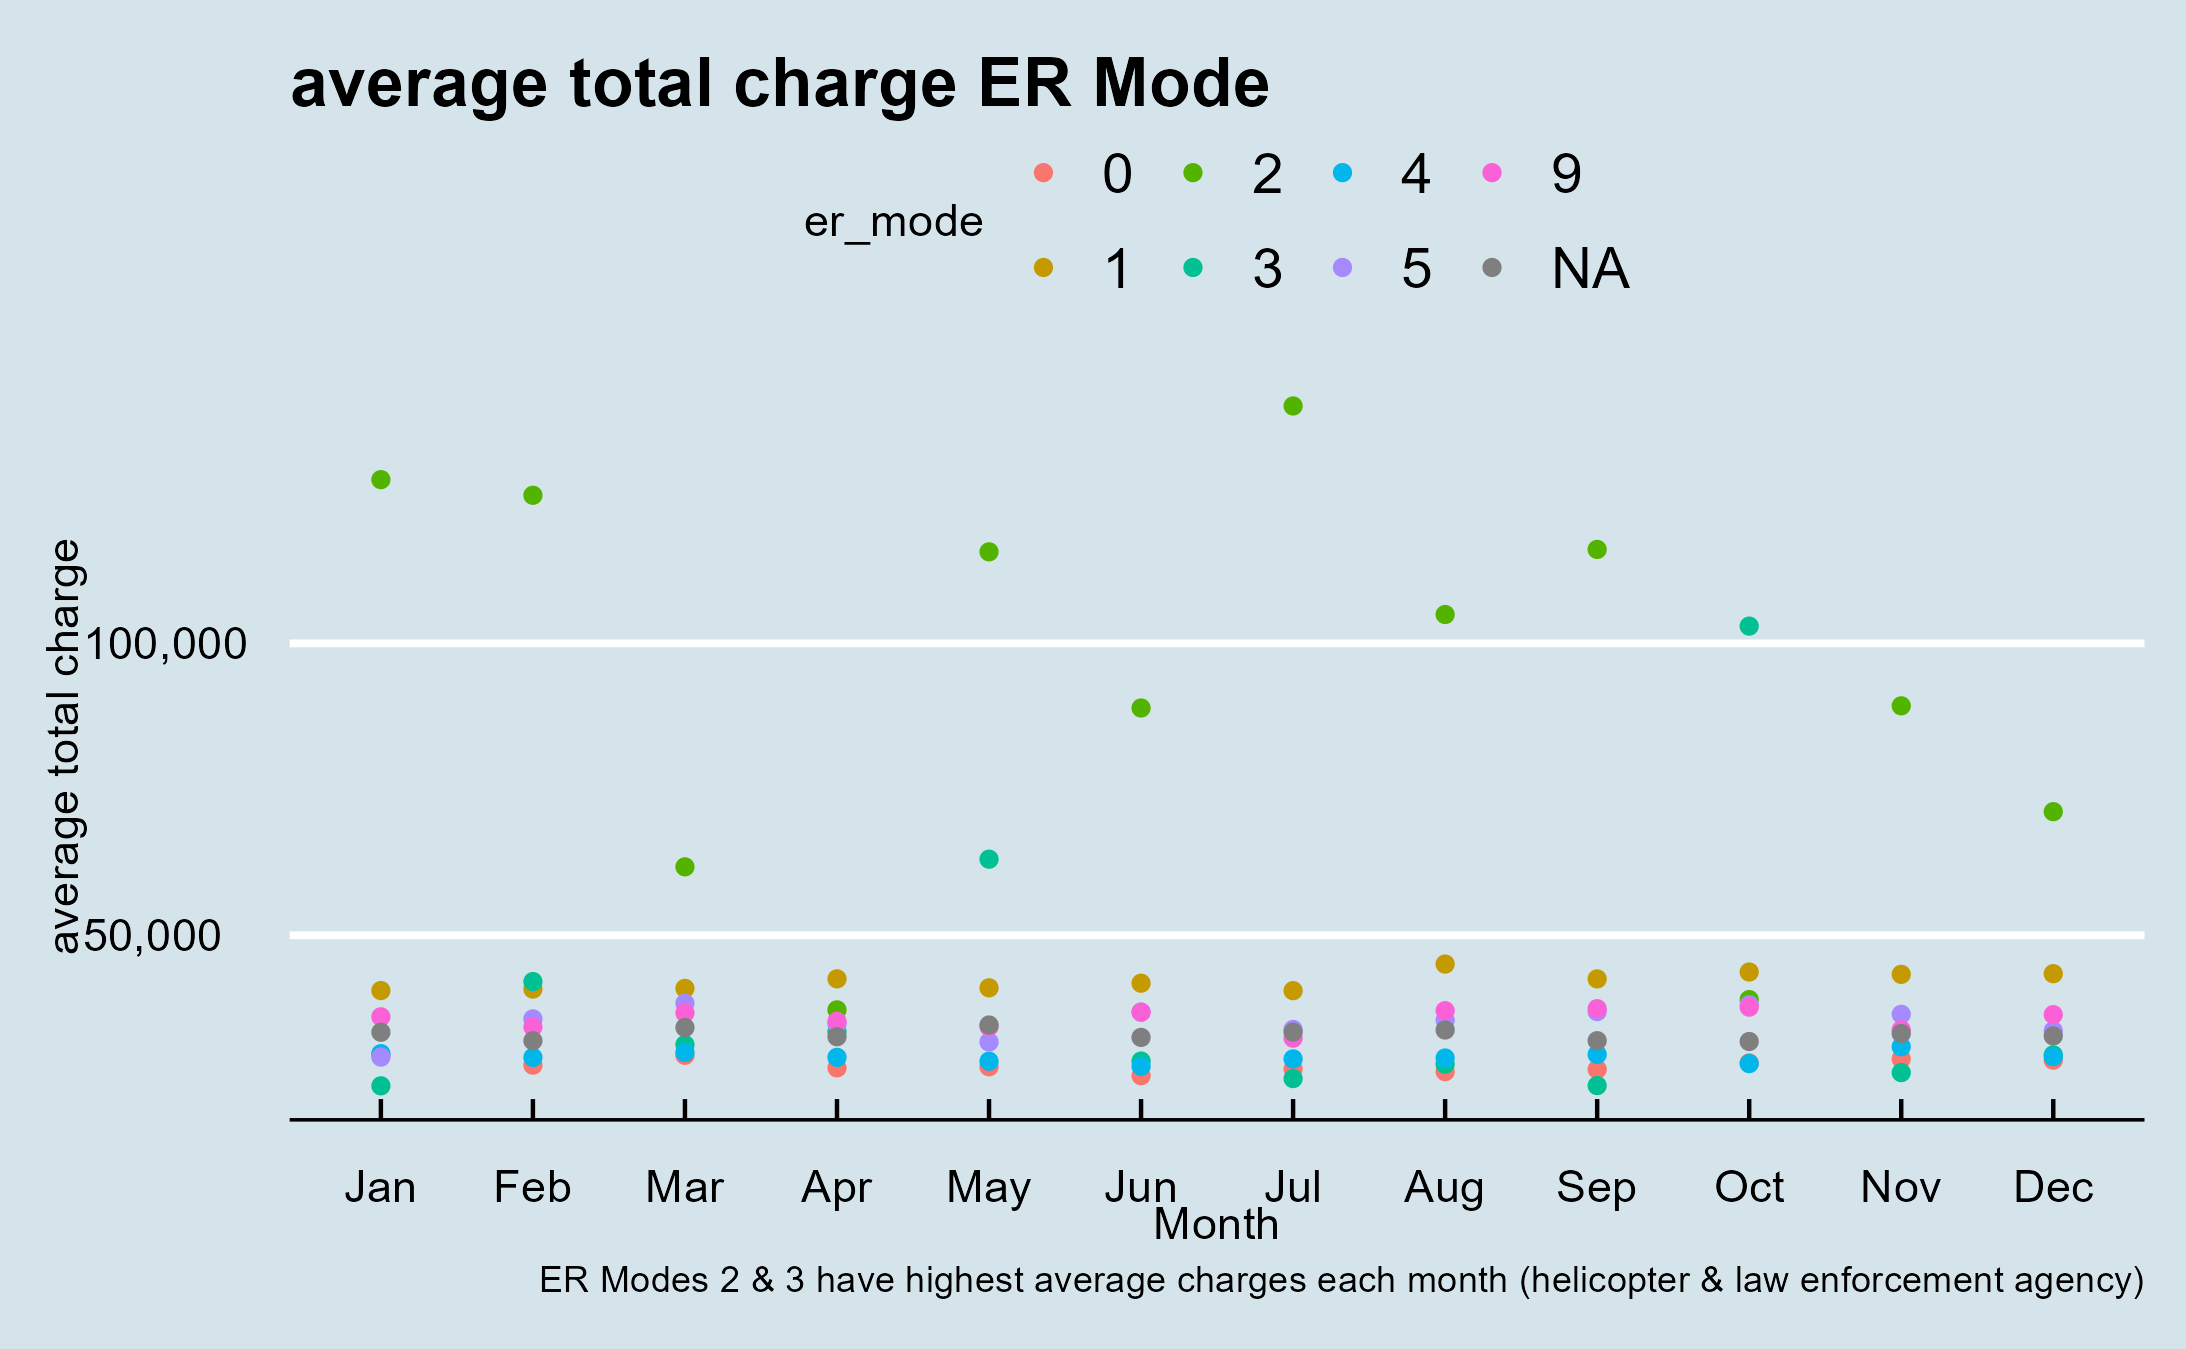 average total charge ER Mode
er_mode
0 2 4 9
1 3 5 NA
average total charge
100,000
50,000
Jan Feb Mar Apr May Jun Jul Aug Sep Oct Nov Dec
Month
ER Modes 2 & 3 have highest average charges each month (helicopter & law enforcement agency)